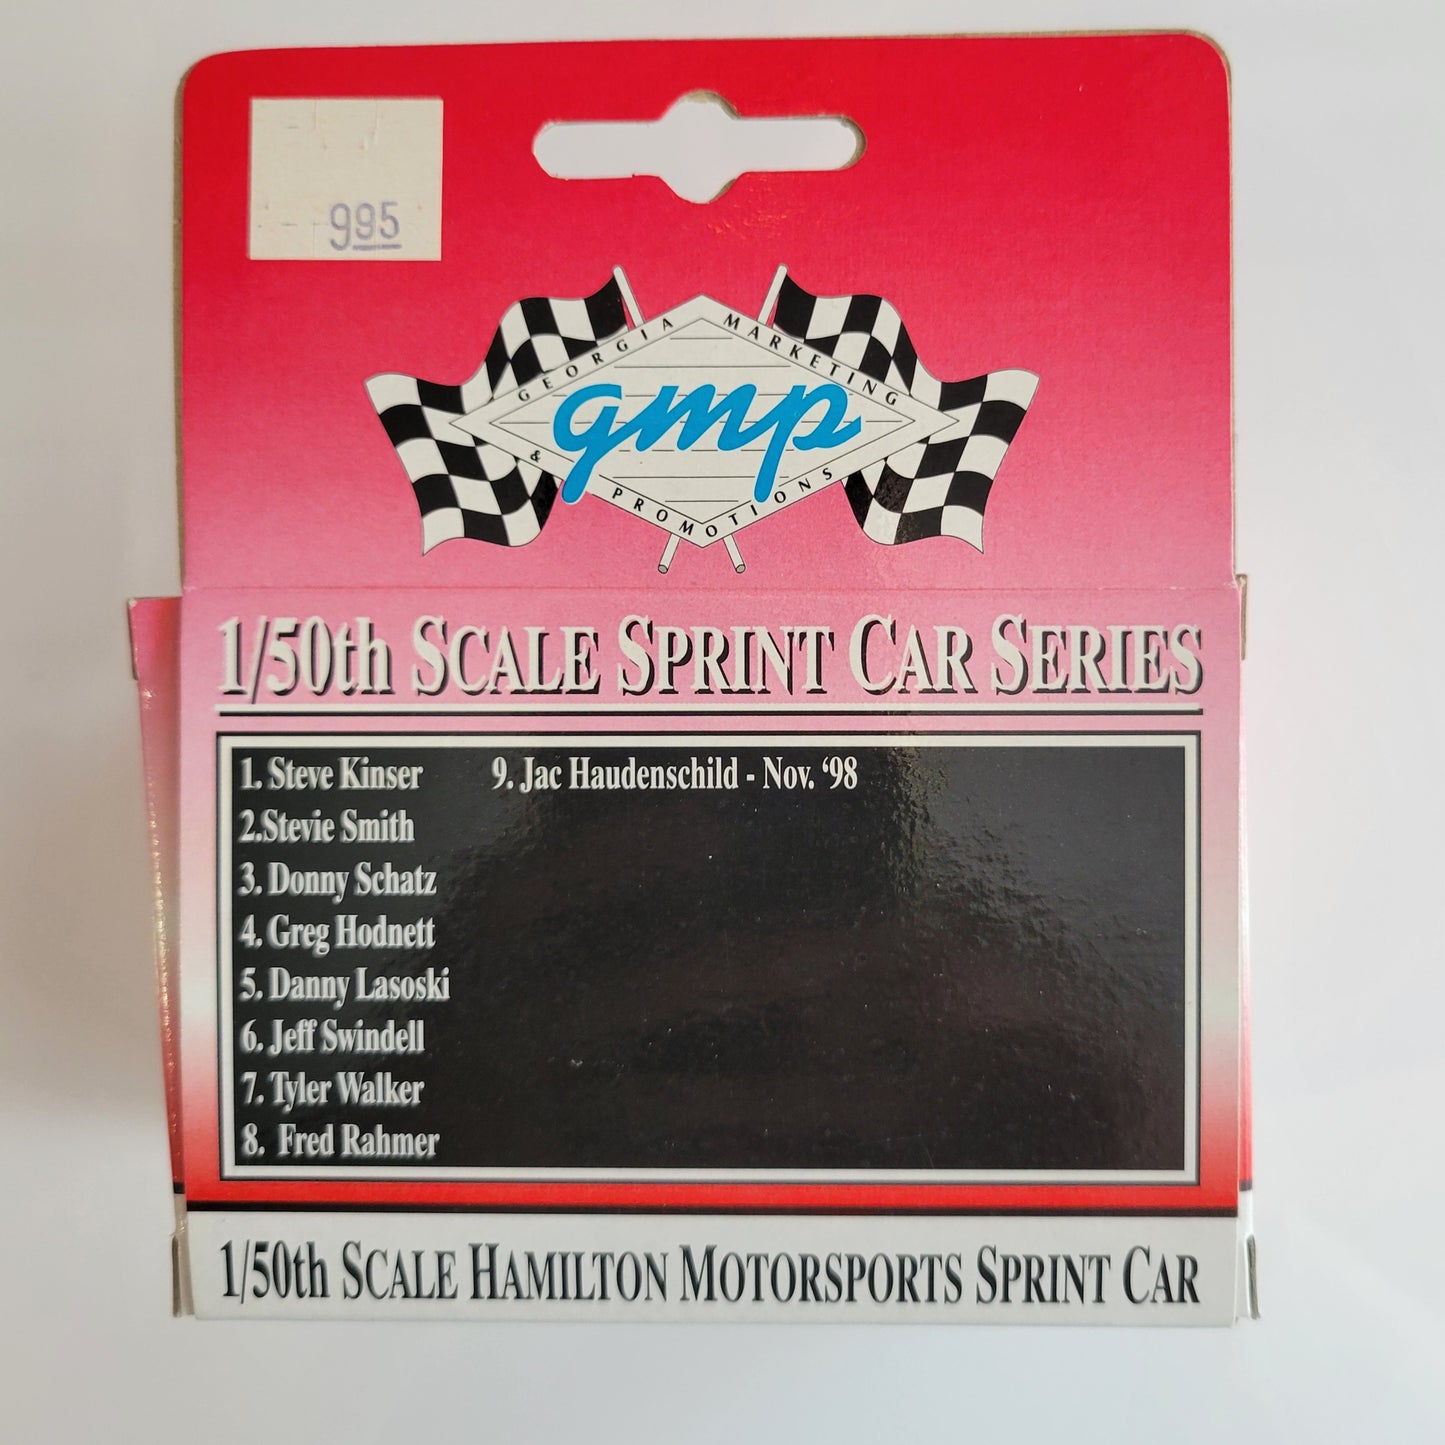 995
GEORGIA MARKETING
gmp
& PROMOTIONS
1/50th SCALE SPRINT CAR SERIES
1. Steve Kinser
2.Stevie Smith
3. Donny Schatz
4. Greg Hodnett
5. Danny Lasoski
6. Jeff Swindell
7. Tyler Walker
8. Fred Rahmer
9. Jac Haudenschild - Nov. ‘98
1/50th SCALE HAMILTON MOTORSPORTS SPRINT CAR